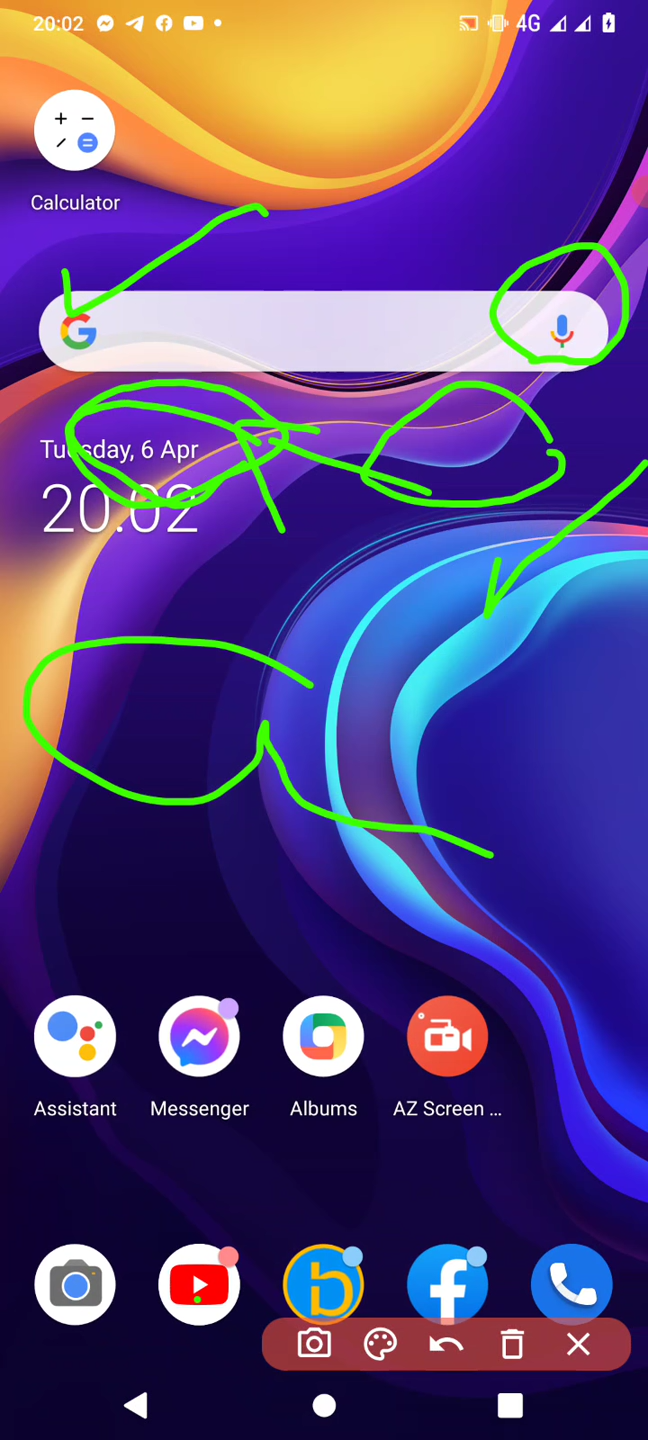 20:02 4G
Calculator
Tuesday, 6 Apr
20.02
Assistant Messenger Albums AZ Screen ...